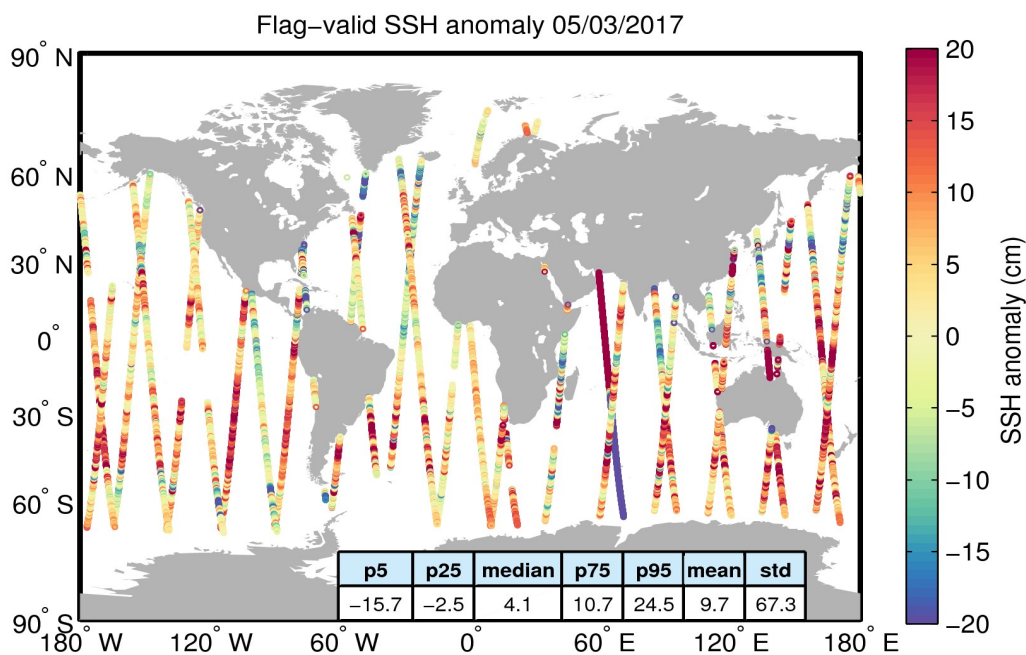 Flag−valid SSH anomaly 05/03/2017
90° N
60° N
30° N
0°
30° S
60° S
90° S
180° W
120° W
60° W
0°
60° E
120° E
180° E
p5 p25 median p75 p95 mean std
−15.7 −2.5 4.1 10.7 24.5 9.7 67.3
20
15
10
5
0
−5
−10
−15
−20
SSH anomaly (cm)